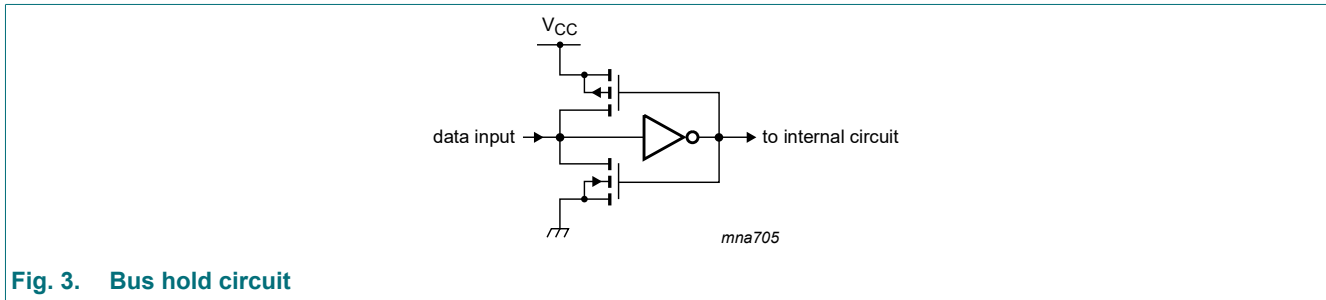 VCC
data input
to internal circuit
mna705
Fig. 3. Bus hold circuit